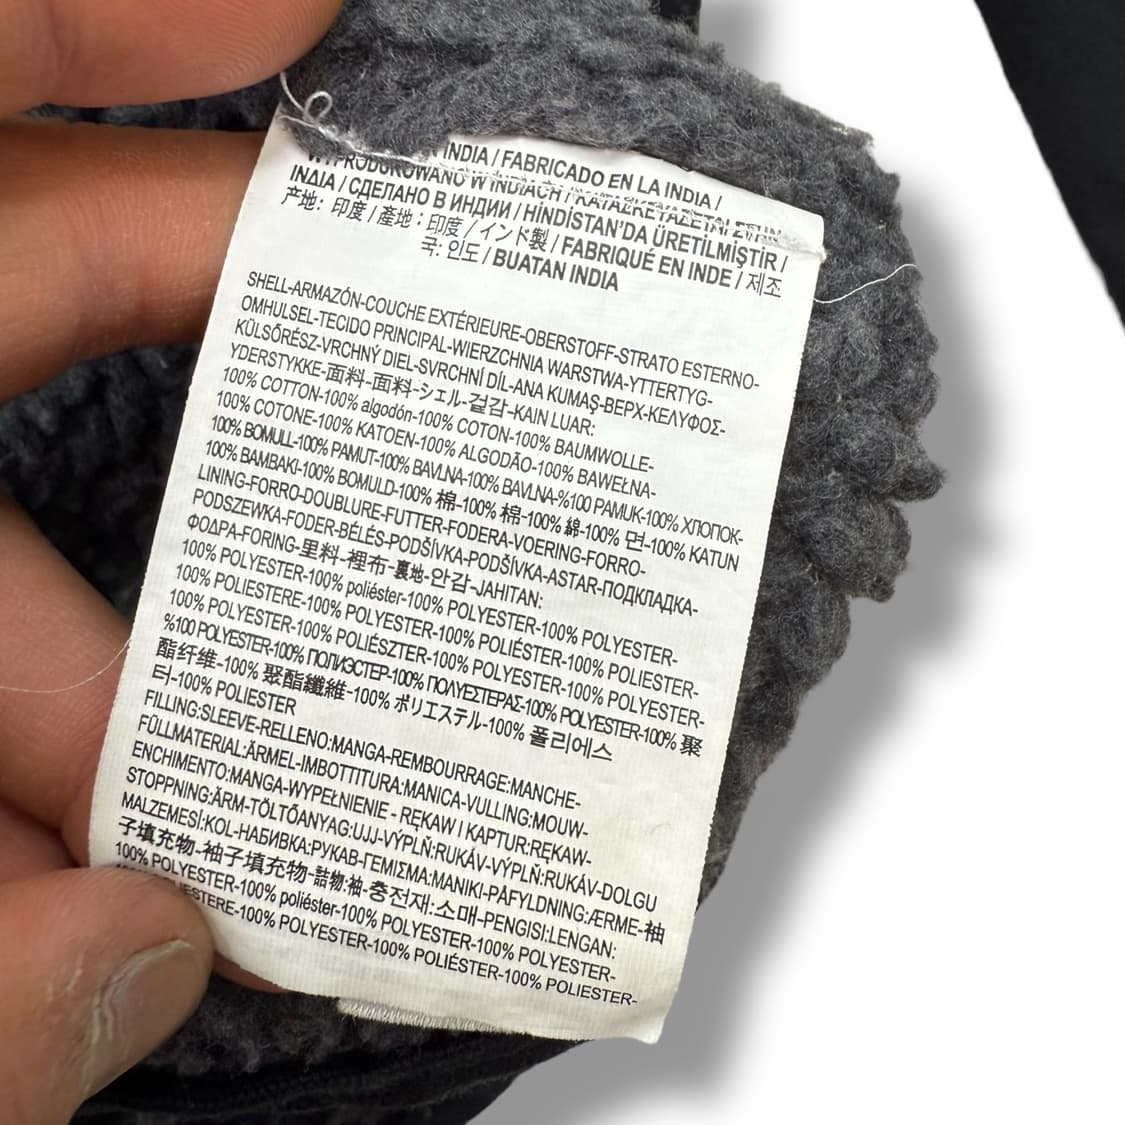 INDIA / FABRICADO EN LA INDIA /
WYPRODUKOWANO W INDIACH /
ΙΝΔΙΑ / СДЕЛАНО В ИНДИИ / HİNDİSTAN'DA ÜRETİLMİŞTİR /
产地: 印度 / 產地: 印度 / インド製 / FABRIQUÉ EN INDE / 제조
국: 인도 / BUATAN INDIA
SHELL-ARMAZÓN-COUCHE EXTÉRIEURE-OBERSTOFF-STRATO ESTERNO-
OMHULSEL-TECIDO PRINCIPAL-WIERZCHNIA WARSTWA-YTTERTYG-
KÜLSŐRÉSZ-VRCHNÝ DIEL-SVRCHNÍ DÍL-ANA KUMAŞ-ВЕРХ-ΚΕΛΥΦΟΣ-
YDERSTYKKE-面料-面料-シェル-겉감-KAIN LUAR:
100% COTTON-100% algodón-100% COTON-100% BAUMWOLLE-
100% COTONE-100% KATOEN-100% ALGODÃO-100% BAWEŁNA-
100% BOMULL-100% PAMUT-100% BAVLNA-100% BAVLNA-%100 PAMUK-100% ХЛОПОК-
100% ΒΑΜΒΑΚΙ-100% BOMULD-100% 棉-100% 棉-100% 綿-100% 면-100% KATUN
LINING-FORRO-DOUBLURE-FUTTER-FODERA-VOERING-FORRO-
PODSZEWKA-FODER-BÉLÉS-PODŠÍVKA-PODŠÍVKA-ASTAR-ПОДКЛАДКА-
ΦΟΔΡΑ-FORING-里料-裡布-裏地-안감-JAHITAN:
100% POLYESTER-100% poliéster-100% POLYESTER-100% POLYESTER-
100% POLIESTERE-100% POLYESTER-100% POLIÉSTER-100% POLIESTER-
100% POLYESTER-100% POLIÉSZTER-100% POLYESTER-100% POLYESTER-
%100 POLYESTER-100% ПОЛИЭСТЕР-100% ΠΟΛΥΕΣΤΕΡΑΣ-100% POLYESTER-100% 聚
酯纤维-100% 聚酯纖維-100% ポリエステル-100% 폴리에스
터-100% POLIESTER
FILLING:SLEEVE-RELLENO:MANGA-REMBOURRAGE:MANCHE-
FÜLLMATERIAL:ÄRMEL-IMBOTTITURA:MANICA-VULLING:MOUW-
ENCHIMENTO:MANGA-WYPEŁNIENIE - RĘKAW I KAPTUR:RĘKAW-
STOPPNING:ÄRM-TÖLTŐANYAG:UJJ-VÝPLŇ:RUKÁV-VÝPLŇ:RUKÁV-DOLGU
MALZEMESİ:KOL-НАБИВКА:РУКАВ-ΓΕΜΙΣΜΑ:ΜΑΝΙΚΙ-PÅFYLDNING:ÆRME-袖
子填充物-袖子填充物-詰物:袖-충전재:소매-PENGISI:LENGAN:
100% POLYESTER-100% poliéster-100% POLYESTER-100% POLYESTER-
100% POLYESTER-100% POLIÉSTER-100% POLIESTER-